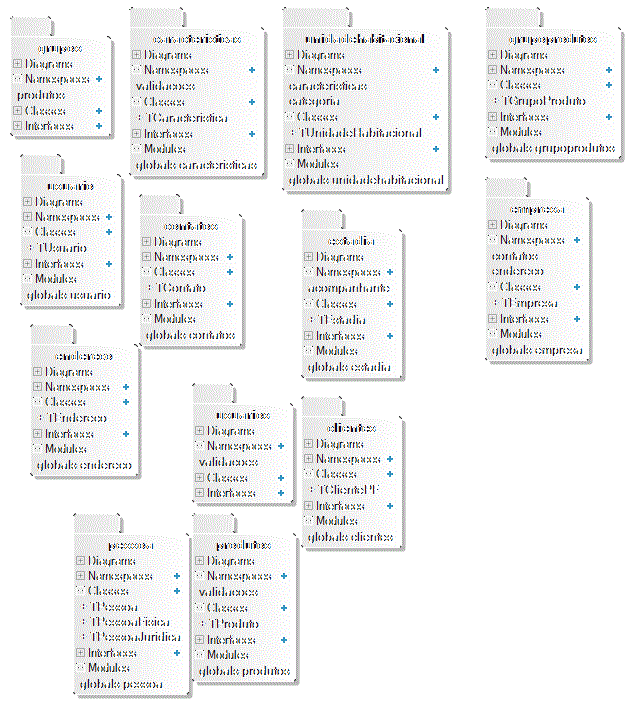 grupos
Diagrams
Namespaces
produtos
Classes
Interfaces
caracteristicas
Diagrams
Namespaces
validacoes
Classes
TCaracteristica
Interfaces
Modules
globals caracteristicas
unidadehabitacional
Diagrams
Namespaces
caracteristicas
categoria
Classes
TUnidadeHabitacional
Interfaces
Modules
globals unidadehabitacional
grupoprodutos
Diagrams
Namespaces
Classes
TGrupoProduto
Interfaces
Modules
globals grupoprodutos
usuario
Diagrams
Namespaces
Classes
TUsuario
Interfaces
Modules
globals usuario
contatos
Diagrams
Namespaces
Classes
TContato
Interfaces
Modules
globals contatos
estadia
Diagrams
Namespaces
acompanhante
Classes
TEstadia
Interfaces
Modules
globals estadia
empresa
Diagrams
Namespaces
contatos
endereco
Classes
TEmpresa
Interfaces
Modules
globals empresa
enderecos
Diagrams
Namespaces
Classes
TEndereco
Interfaces
Modules
globals endereco
usuarios
Diagrams
Namespaces
validacoes
Classes
Interfaces
clientes
Diagrams
Namespaces
Classes
TClientePF
Interfaces
Modules
globals clientes
pessoa
Diagrams
Namespaces
Classes
TPessoa
TPessoaFisica
TPessoaJuridica
Interfaces
Modules
globals pessoa
produtos
Diagrams
Namespaces
validacoes
Classes
TProduto
Interfaces
Modules
globals produtos